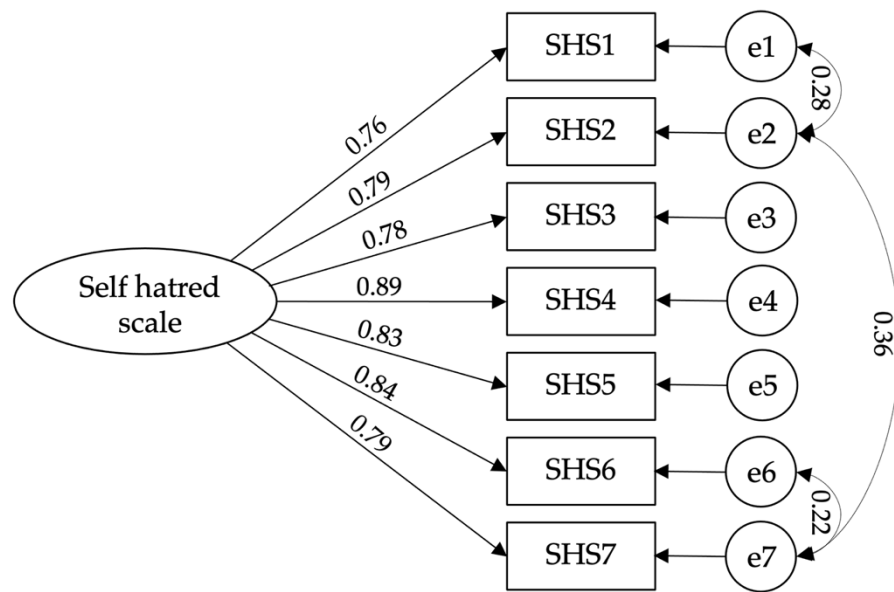 SHS1
e1
0.28
0.76
SHS2
e2
0.79
SHS3
e3
0.78
Self hatred
scale
0.89
SHS4
e4
0.36
0.83
SHS5
e5
0.84
SHS6
e6
0.79
0.22
SHS7
e7